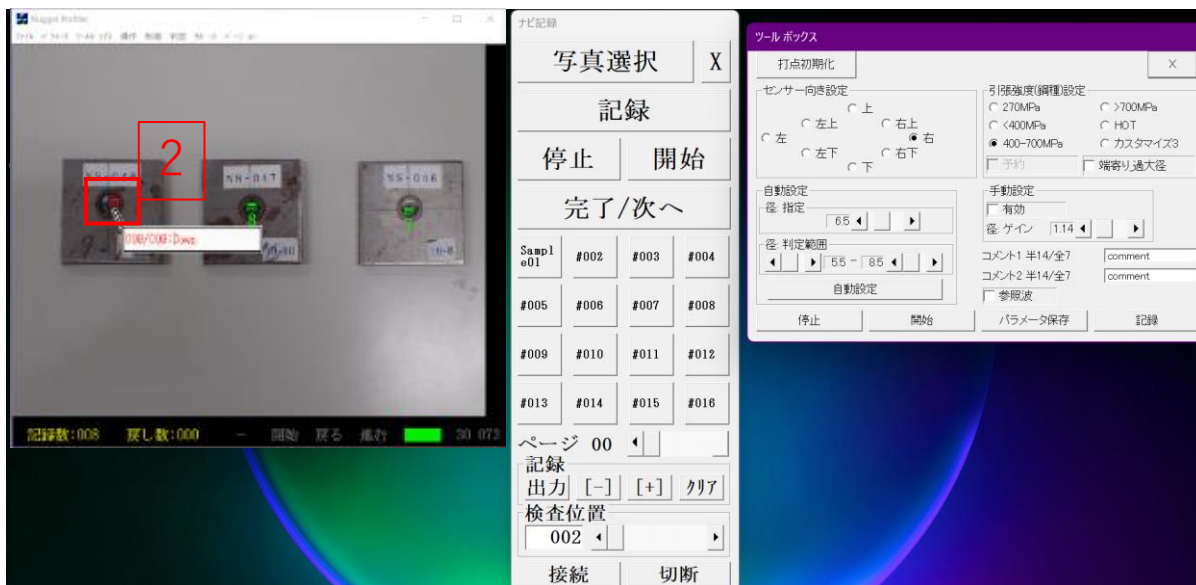 Nugget Profiler
2
NS-017
NS-016
008/008:Down
記録数:008 戻し数:000 - 開始 戻る 進む 30 073
ナビ記録
写真選択 X
記録
停止 開始
完了/次へ
Sample01 #002 #003 #004
#005 #006 #007 #008
#009 #010 #011 #012
#013 #014 #015 #016
ページ 00
記録
出力 [-] [+] クリア
検査位置
002
接続 切断
ツール ボックス
打点初期化 X
センサー向き設定
上
左上 右上
左 右
左下 右下
下
引張強度(鋼種)設定
270MPa >700MPa
<400MPa HOT
400-700MPa カスタマイズ3
予約 端寄り過大径
自動設定
径: 指定
6.5
径: 判定範囲
5.5 - 8.5
自動設定
手動設定
有効
径: ゲイン 1.14
コメント1 半14/全7 comment
コメント2 半14/全7 comment
参照波
停止 開始 パラメータ保存 記録